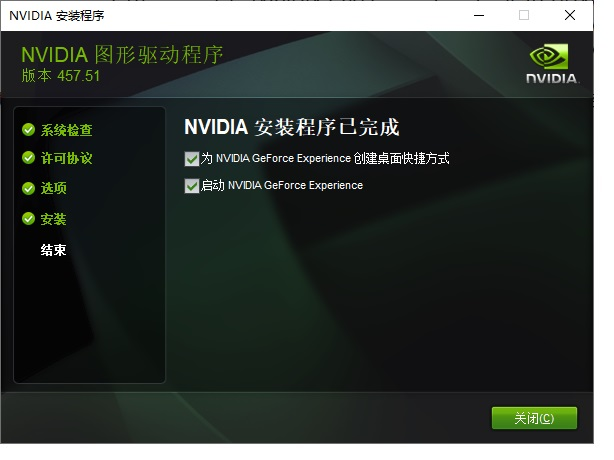 NVIDIA 安装程序
NVIDIA 图形驱动程序
版本 457.51
NVIDIA.
系统检查
许可协议
选项
安装
结束
NVIDIA 安装程序已完成
为 NVIDIA GeForce Experience 创建桌面快捷方式
启动 NVIDIA GeForce Experience
关闭(C)